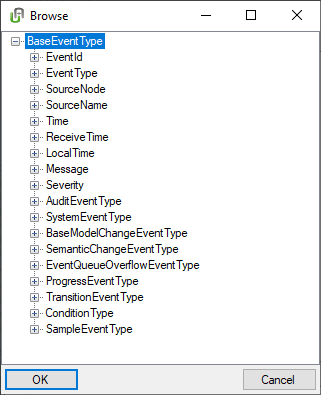 Browse
BaseEventType
EventId
EventType
SourceNode
SourceName
Time
ReceiveTime
LocalTime
Message
Severity
AuditEventType
SystemEventType
BaseModelChangeEventType
SemanticChangeEventType
EventQueueOverflowEventType
ProgressEventType
TransitionEventType
ConditionType
SampleEventType
OK
Cancel